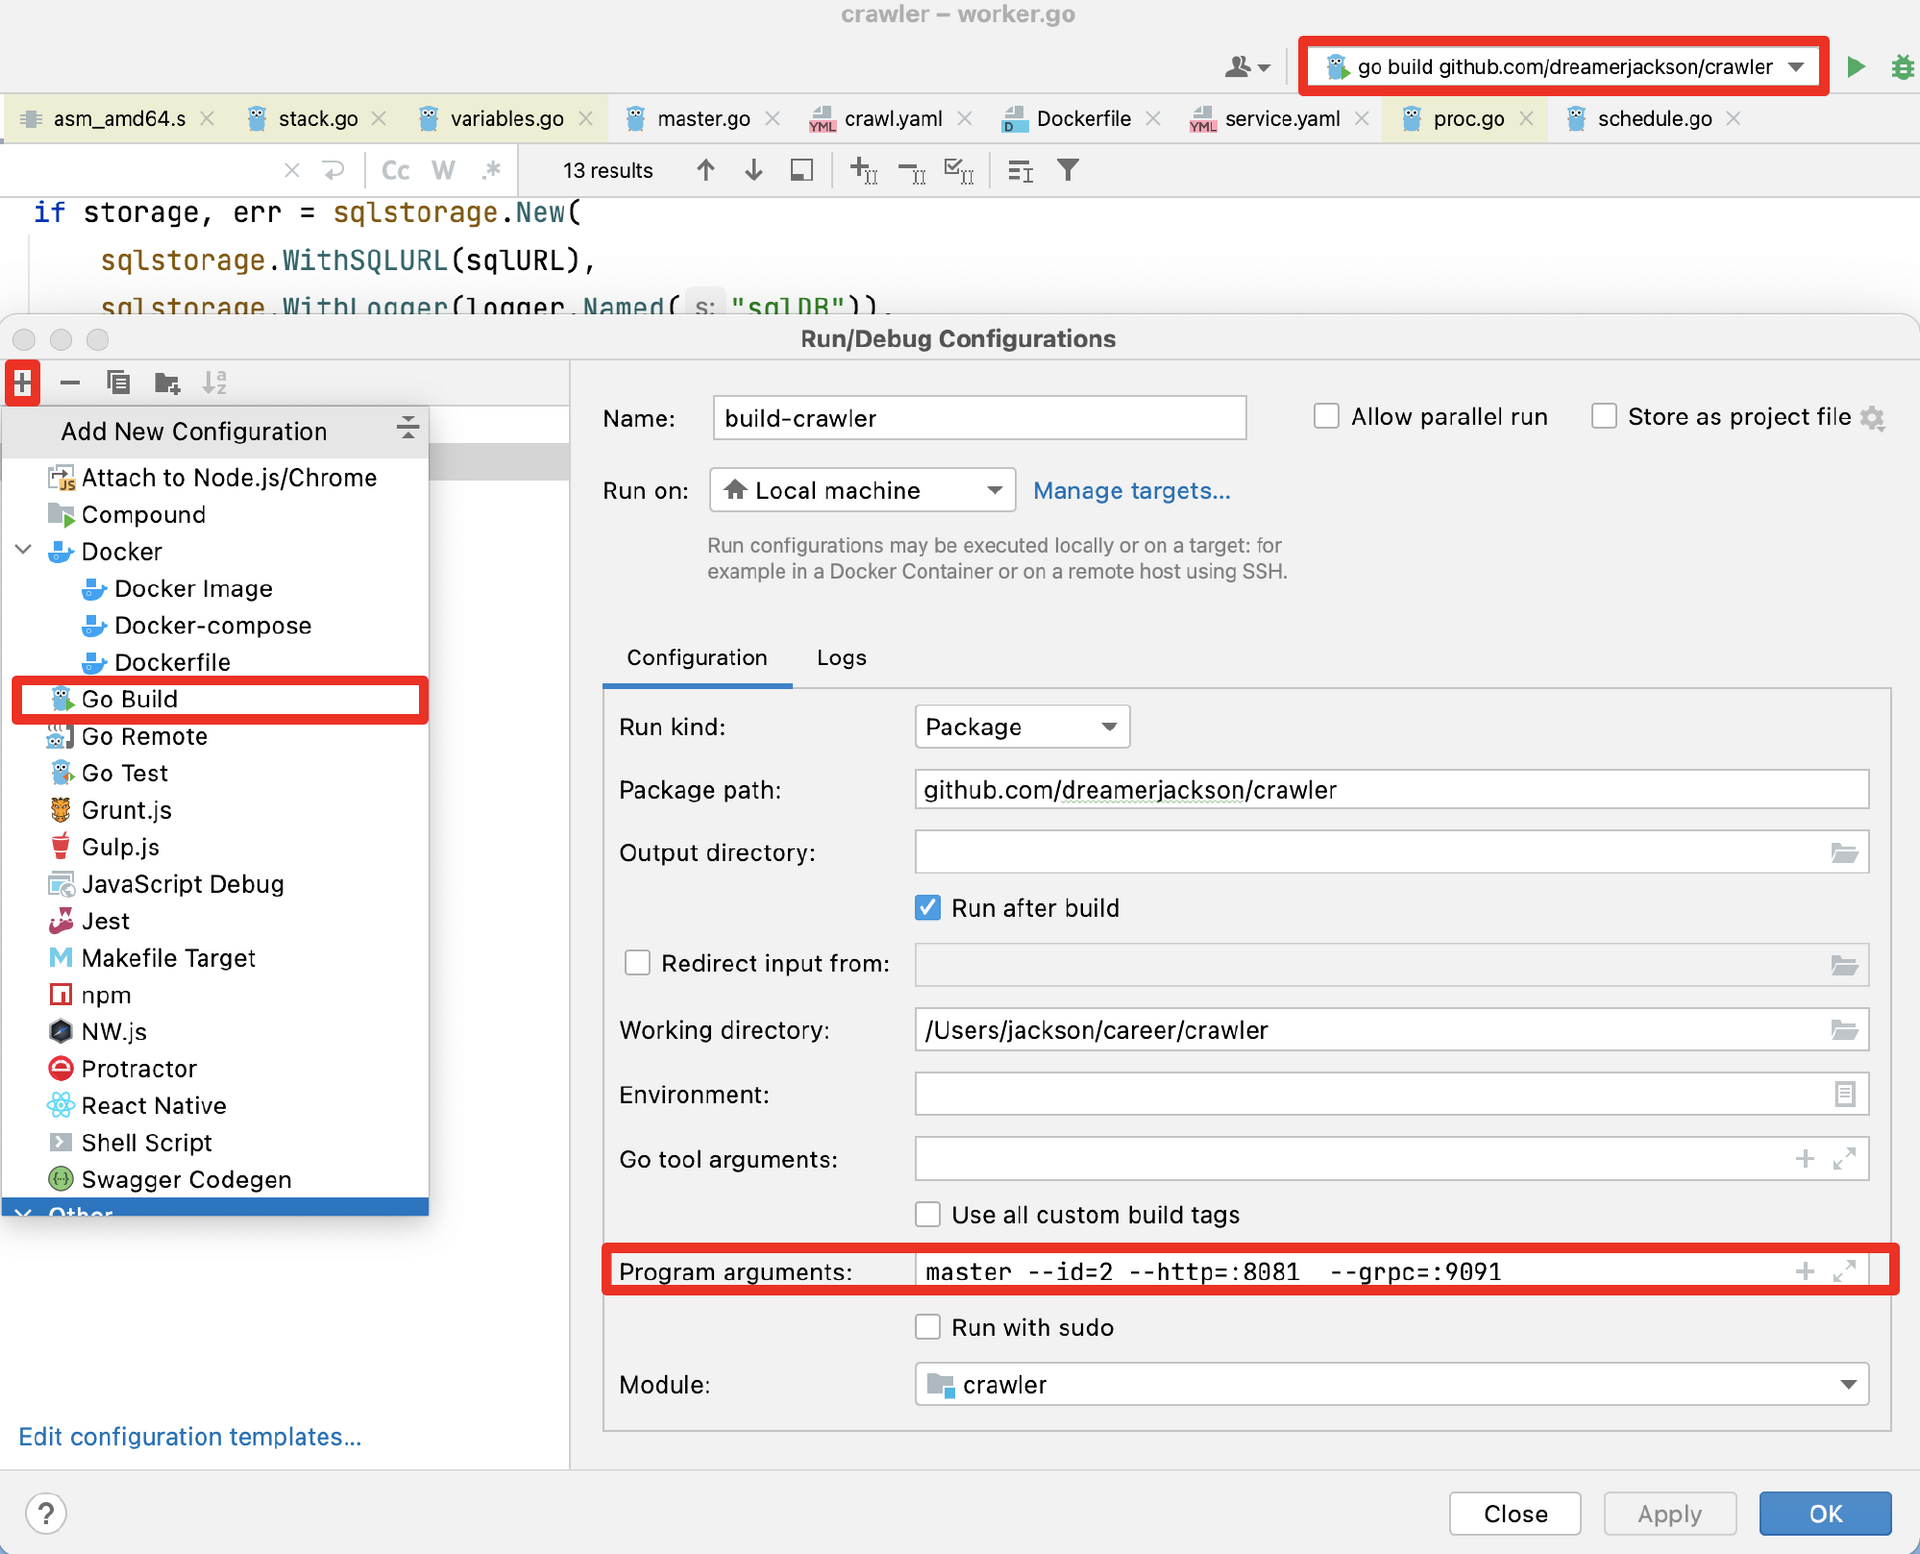 crawler – worker.go
go build github.com/dreamerjackson/crawler
asm_amd64.s stack.go variables.go master.go crawl.yaml Dockerfile service.yaml proc.go schedule.go
Cc W .* 13 results
if storage, err = sqlstorage.New(
sqlstorage.WithSQLURL(sqlURL),
sqlstorage.WithLogger(logger.Named( s: "sqlDB")),
Run/Debug Configurations
Add New Configuration
Attach to Node.js/Chrome
Compound
Docker
Docker Image
Docker-compose
Dockerfile
Go Build
Go Remote
Go Test
Grunt.js
Gulp.js
JavaScript Debug
Jest
Makefile Target
npm
NW.js
Protractor
React Native
Shell Script
Swagger Codegen
Other
Edit configuration templates...
Name: build-crawler Allow parallel run Store as project file
Run on: Local machine Manage targets...
Run configurations may be executed locally or on a target: for
example in a Docker Container or on a remote host using SSH.
Configuration Logs
Run kind: Package
Package path: github.com/dreamerjackson/crawler
Output directory:
Run after build
Redirect input from:
Working directory: /Users/jackson/career/crawler
Environment:
Go tool arguments:
Use all custom build tags
Program arguments: master --id=2 --http=:8081  --grpc=:9091
Run with sudo
Module: crawler
? Close Apply OK